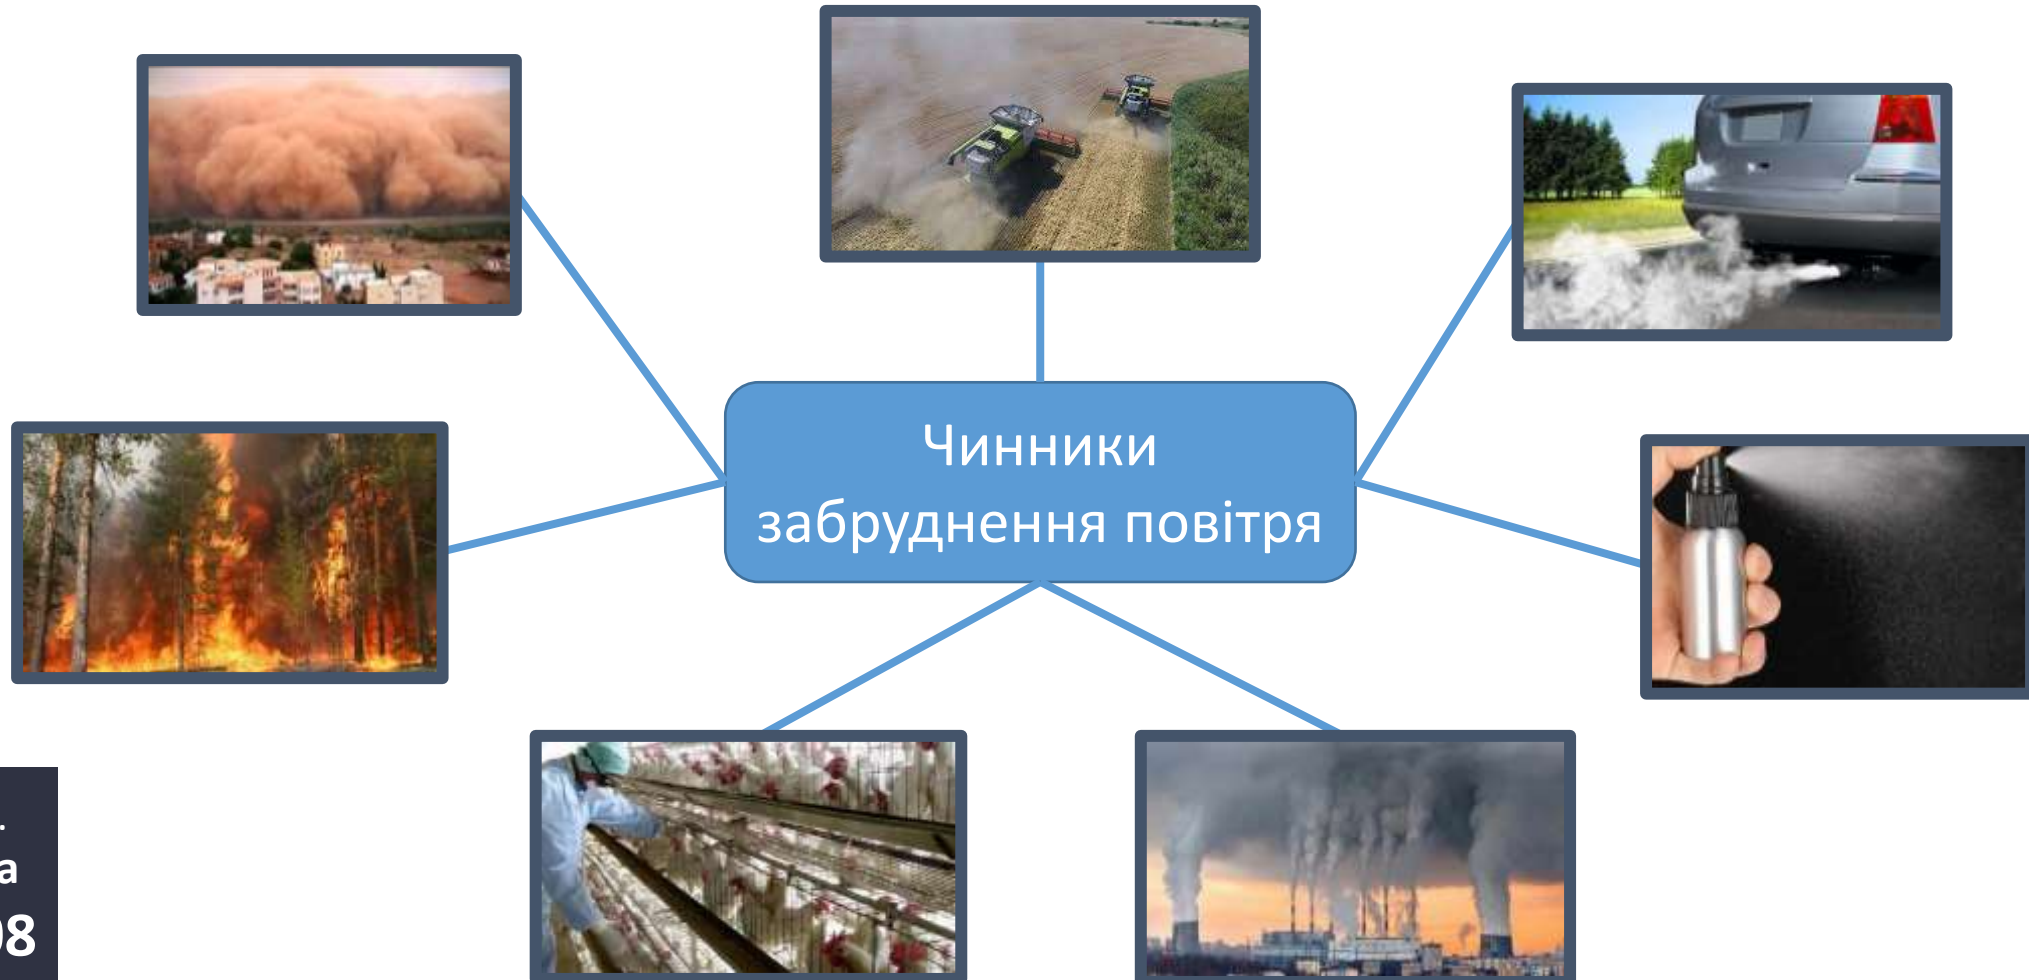 Чинники
забруднення повітря